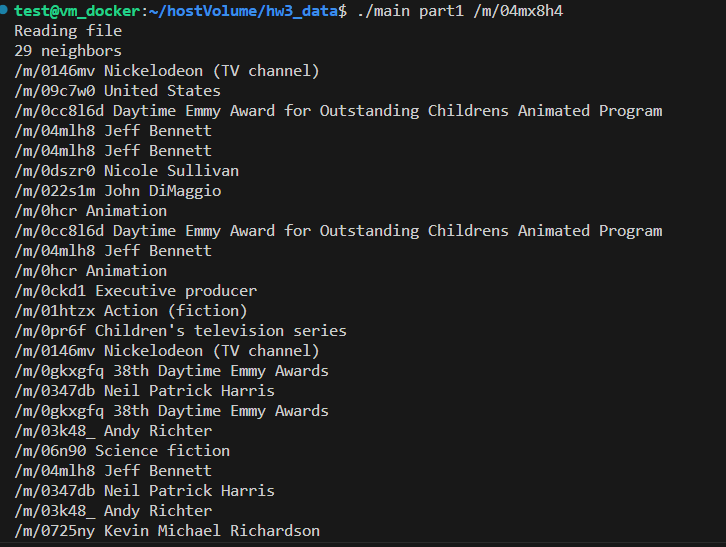 test@vm_docker:~/hostVolume/hw3_data$ ./main part1 /m/04mx8h4
Reading file
29 neighbors
/m/0146mv Nickelodeon (TV channel)
/m/09c7w0 United States
/m/0cc8l6d Daytime Emmy Award for Outstanding Childrens Animated Program
/m/04mlh8 Jeff Bennett
/m/04mlh8 Jeff Bennett
/m/0dszr0 Nicole Sullivan
/m/022s1m John DiMaggio
/m/0hcr Animation
/m/0cc8l6d Daytime Emmy Award for Outstanding Childrens Animated Program
/m/04mlh8 Jeff Bennett
/m/0hcr Animation
/m/0ckd1 Executive producer
/m/01htzx Action (fiction)
/m/0pr6f Children's television series
/m/0146mv Nickelodeon (TV channel)
/m/0gkxgfq 38th Daytime Emmy Awards
/m/0347db Neil Patrick Harris
/m/0gkxgfq 38th Daytime Emmy Awards
/m/03k48_ Andy Richter
/m/06n90 Science fiction
/m/04mlh8 Jeff Bennett
/m/0347db Neil Patrick Harris
/m/03k48_ Andy Richter
/m/0725ny Kevin Michael Richardson